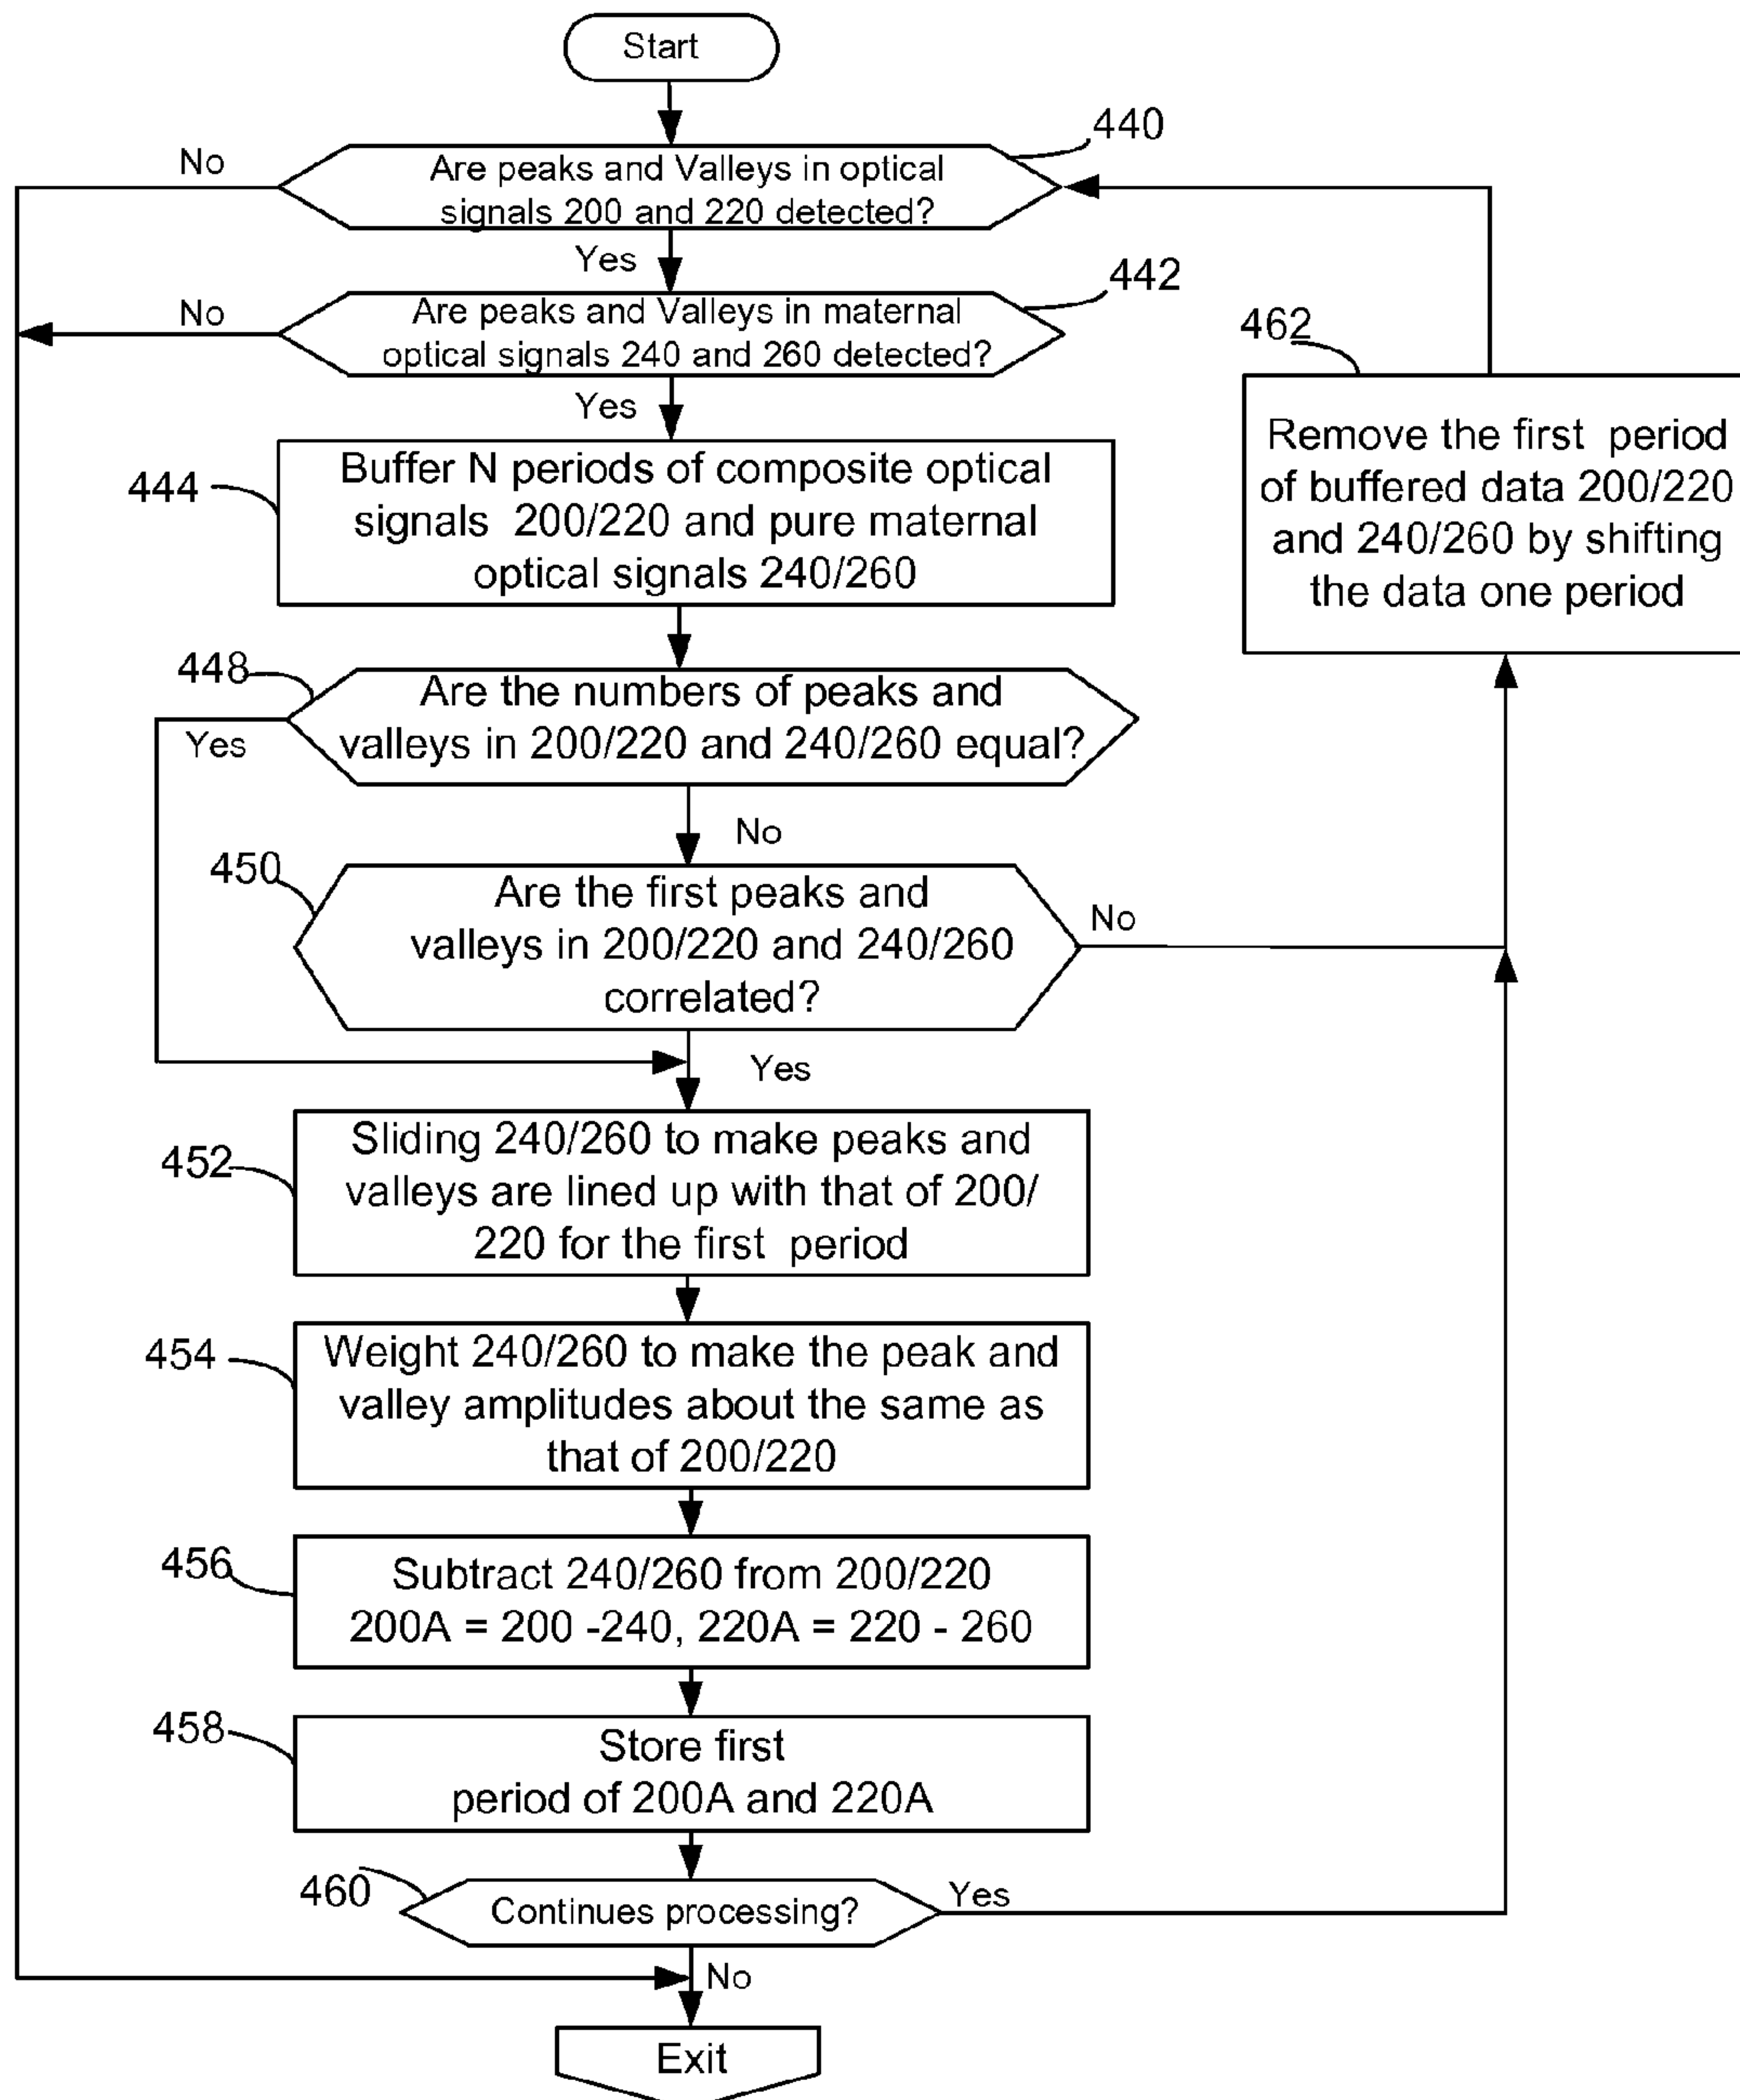 Start
440
No
Are peaks and Valleys in optical
signals 200 and 220 detected?
Yes
442
No
Are peaks and Valleys in maternal
optical signals 240 and 260 detected?
Yes
462
Remove the first period
of buffered data 200/220
and 240/260 by shifting
the data one period
444
Buffer N periods of composite optical
signals 200/220 and pure maternal
optical signals 240/260
448
Are the numbers of peaks and
valleys in 200/220 and 240/260 equal?
Yes
No
450
Are the first peaks and
valleys in 200/220 and 240/260
correlated?
No
Yes
452
Sliding 240/260 to make peaks and
valleys are lined up with that of 200/
220 for the first period
454
Weight 240/260 to make the peak and
valley amplitudes about the same as
that of 200/220
456
Subtract 240/260 from 200/220
200A = 200 -240, 220A = 220 - 260
458
Store first
period of 200A and 220A
460
Continues processing?
Yes
No
Exit